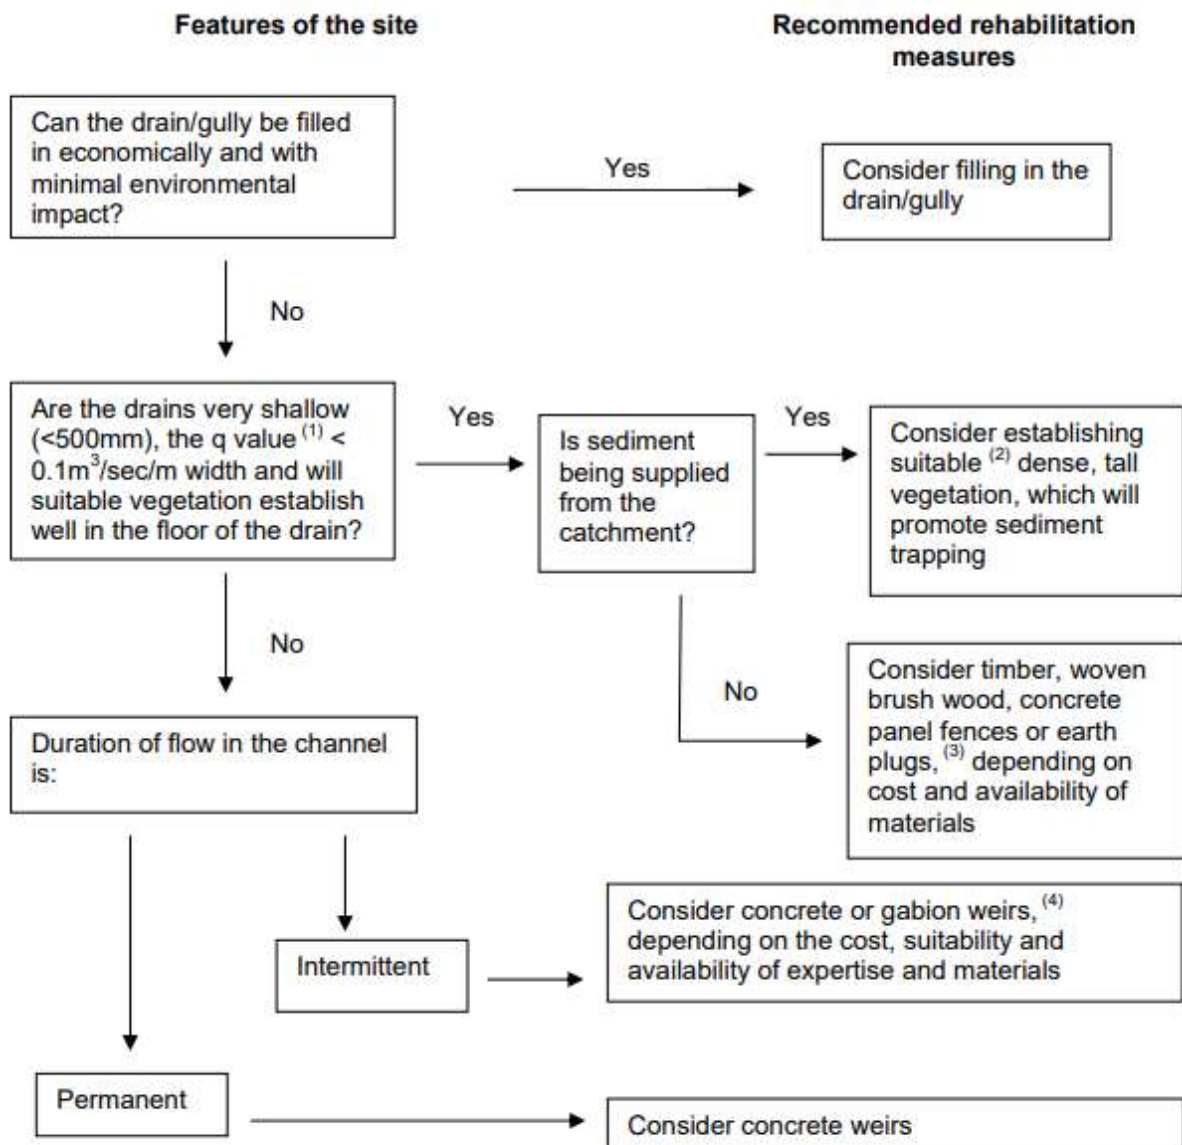 Features of the site
Recommended rehabilitation
measures
Can the drain/gully be filled
in economically and with
minimal environmental
impact?
Yes
Consider filling in the
drain/gully
No
Are the drains very shallow
(<500mm), the q value (1) <
0.1m³/sec/m width and will
suitable vegetation establish
well in the floor of the drain?
Yes
Is sediment
being supplied
from the
catchment?
Yes
Consider establishing
suitable (2) dense, tall
vegetation, which will
promote sediment
trapping
No
No
Consider timber, woven
brush wood, concrete
panel fences or earth
plugs, (3) depending on
cost and availability of
materials
Duration of flow in the channel
is:
Intermittent
Consider concrete or gabion weirs, (4)
depending on the cost, suitability and
availability of expertise and materials
Permanent
Consider concrete weirs